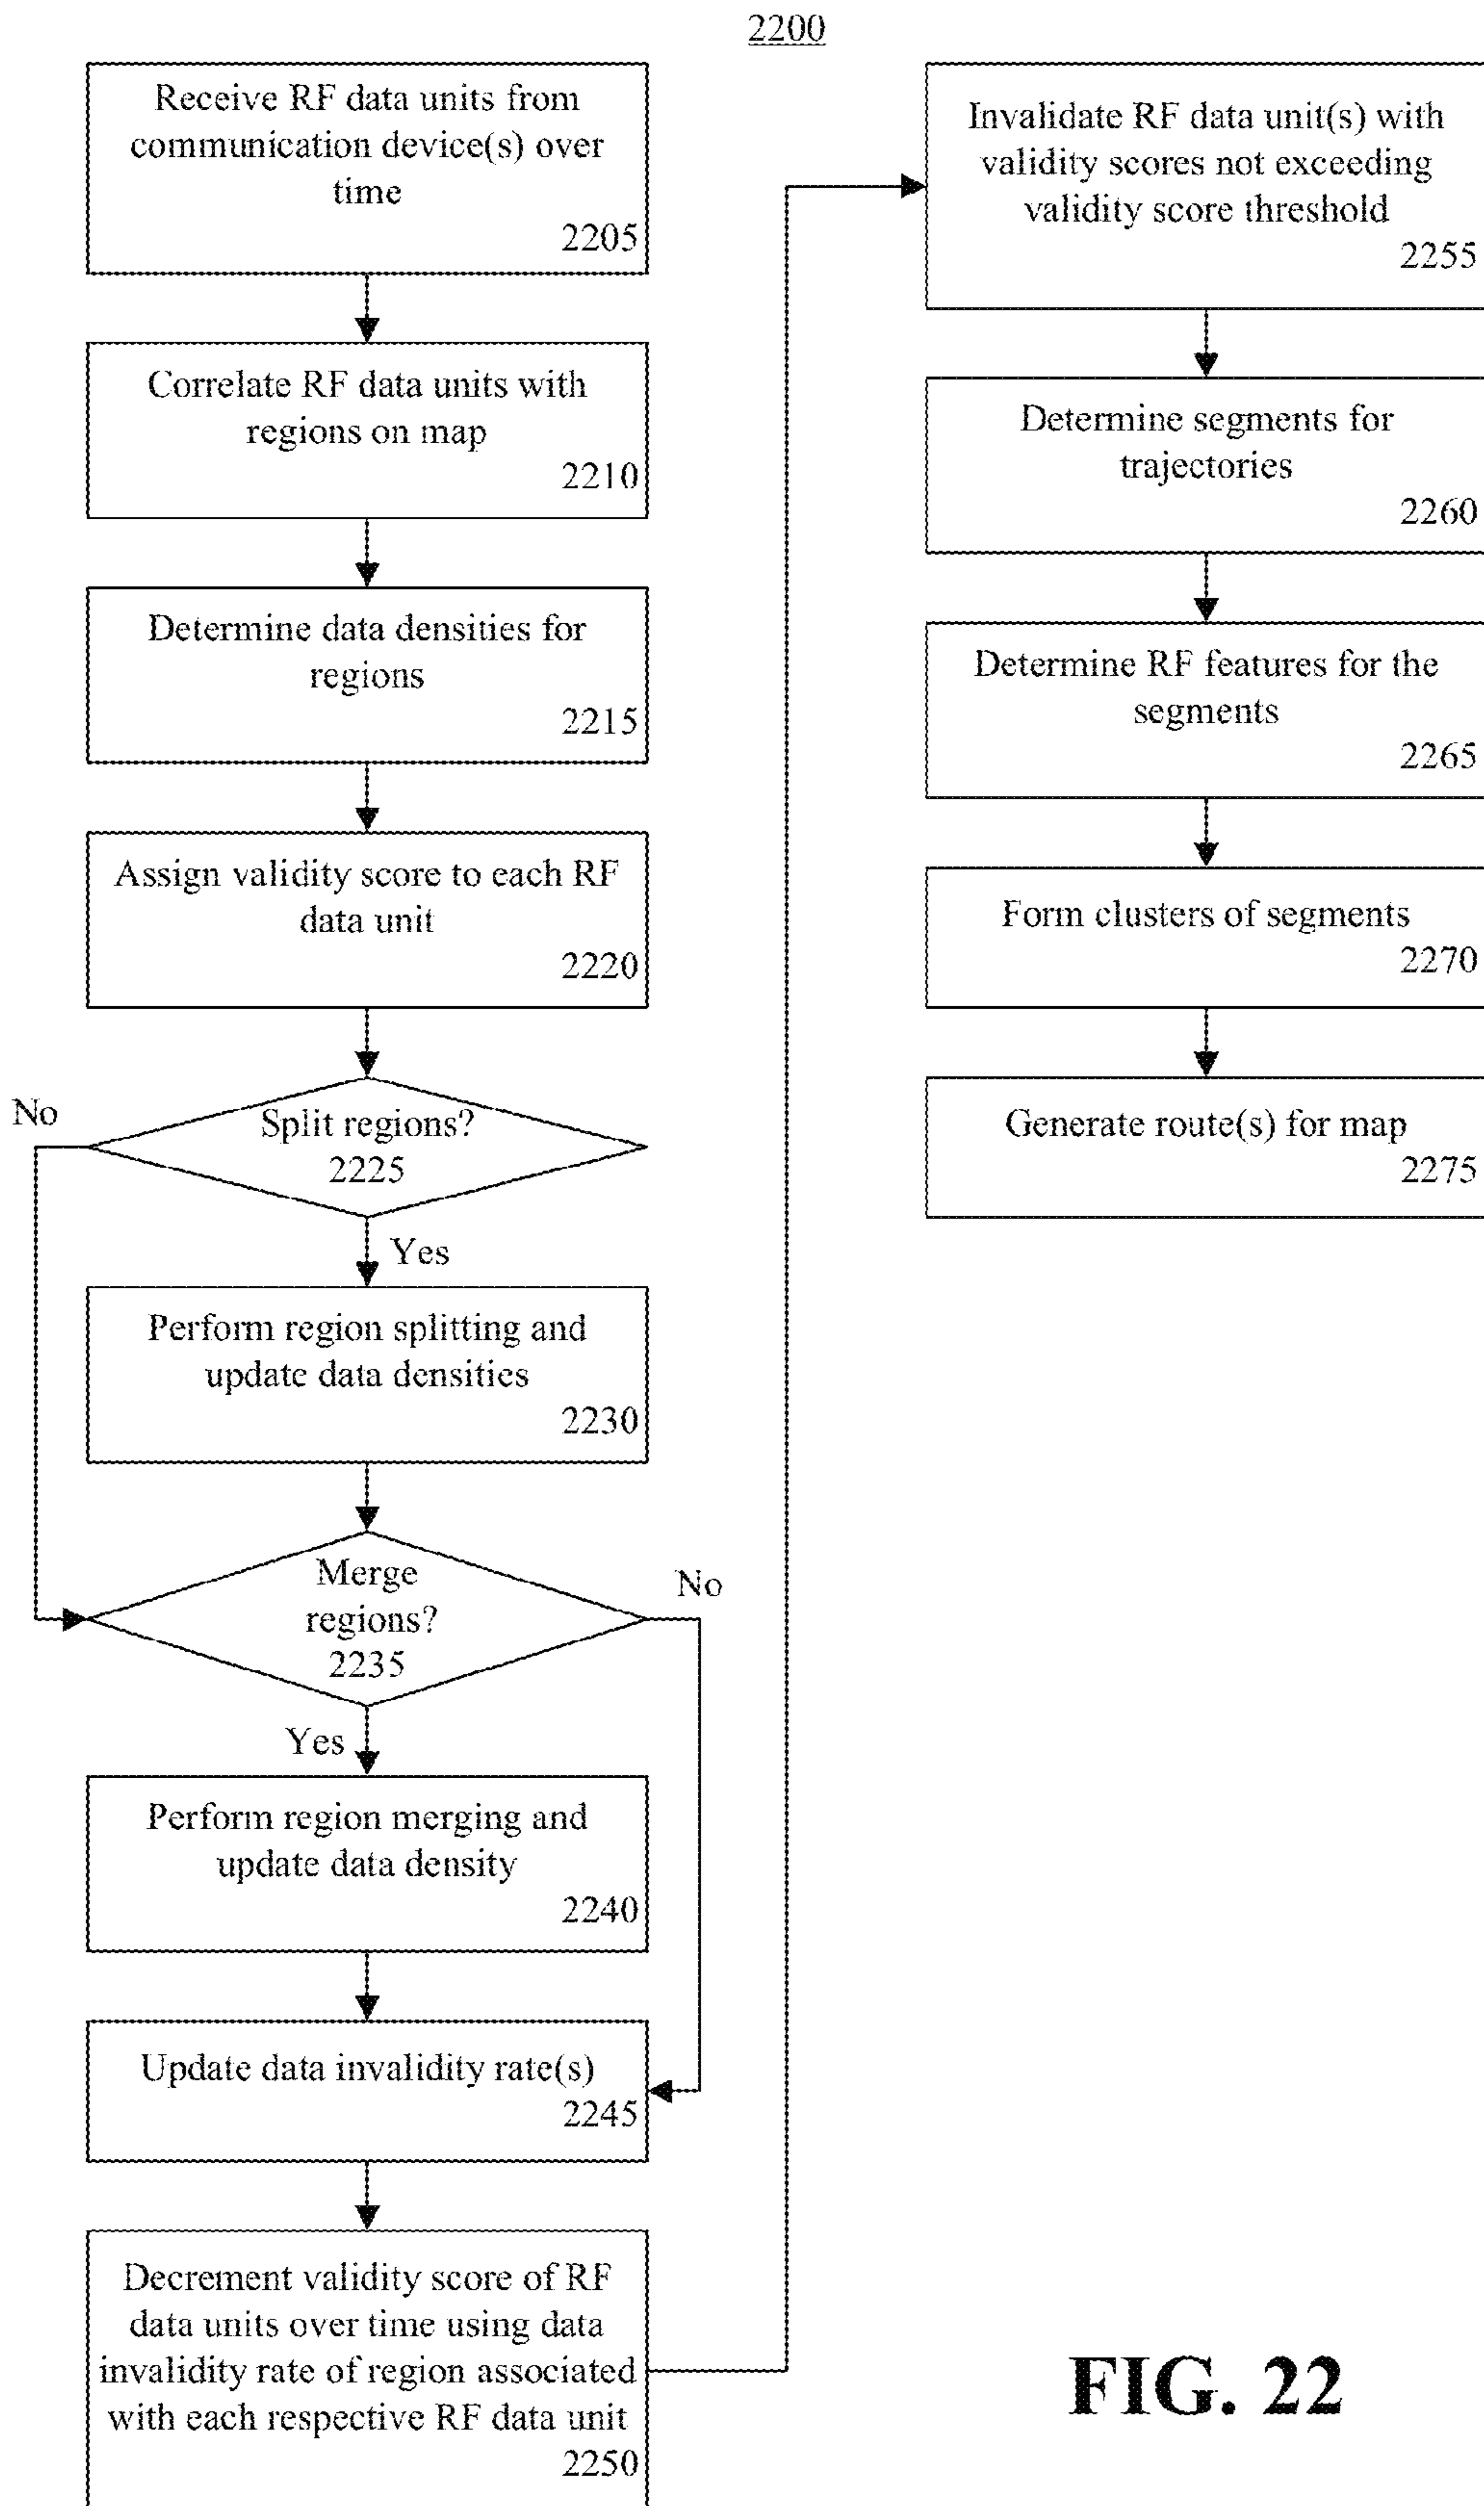 2200
Receive RF data units from
communication device(s) over
time
2205
Correlate RF data units with
regions on map
2210
Determine data densities for
regions
2215
Assign validity score to each RF
data unit
2220
No
Split regions?
2225
Yes
Perform region splitting and
update data densities
2230
Merge
regions?
2235
No
Yes
Perform region merging and
update data density
2240
Update data invalidity rate(s)
2245
Decrement validity score of RF
data units over time using data
invalidity rate of region associated
with each respective RF data unit
2250
Invalidate RF data unit(s) with
validity scores not exceeding
validity score threshold
2255
Determine segments for
trajectories
2260
Determine RF features for the
segments
2265
Form clusters of segments
2270
Generate route(s) for map
2275
FIG. 22